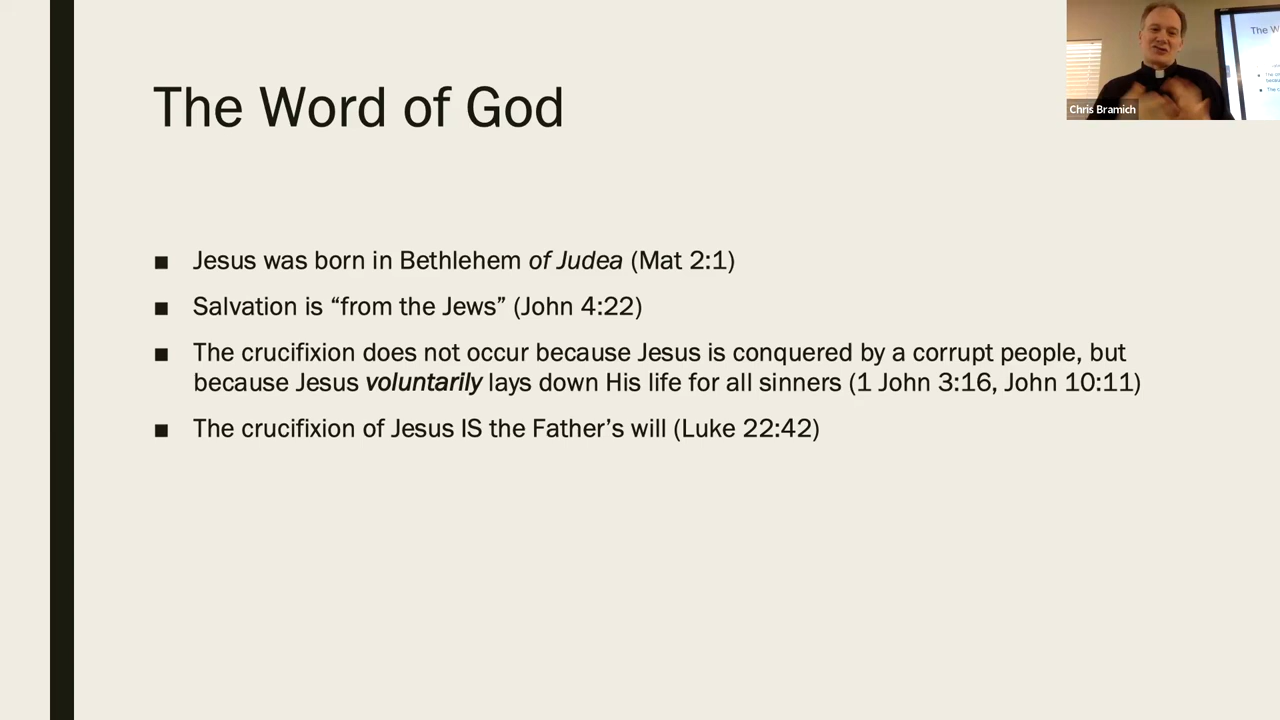 The Word of God
Chris Bramich
■ Jesus was born in Bethlehem of Judea (Mat 2:1)
■ Salvation is “from the Jews” (John 4:22)
■ The crucifixion does not occur because Jesus is conquered by a corrupt people, but
because Jesus voluntarily lays down His life for all sinners (1 John 3:16, John 10:11)
■ The crucifixion of Jesus IS the Father’s will (Luke 22:42)